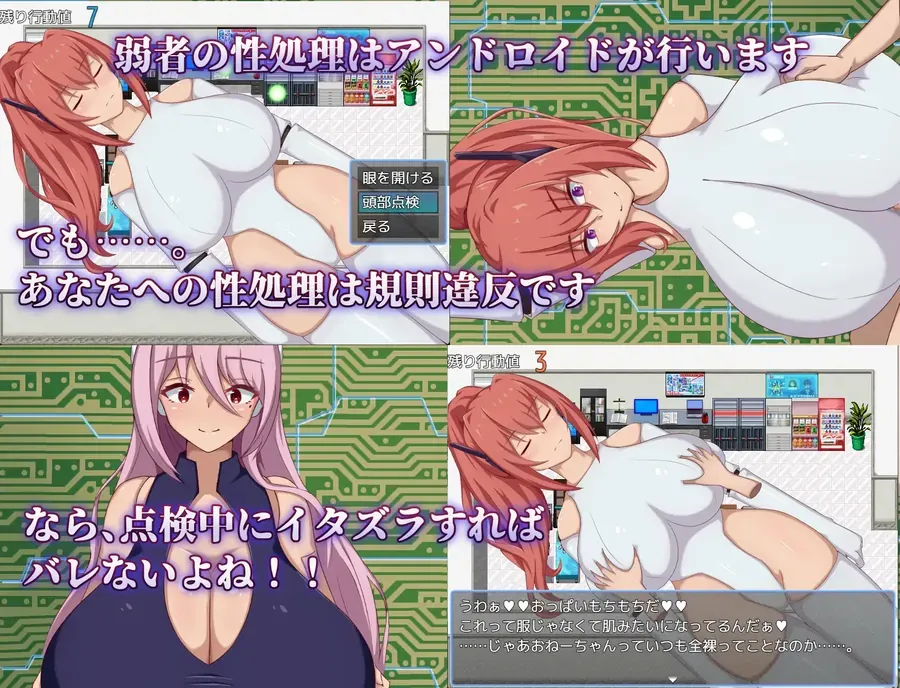 残り行動値 7
弱者の性処理はアンドロイドが行います
眼を開ける
頭部点検
戻る
でも……。
あなたへの性処理は規則違反です
なら、点検中にイタズラすれば
バレないよね！！
残り行動値 3
うわぁ♥♥おっぱいもちもちだ♥♥
これって服じゃなくて肌みたいになってるんだぁ♥
……じゃあおねーちゃんっていつも全裸ってことなのか……。